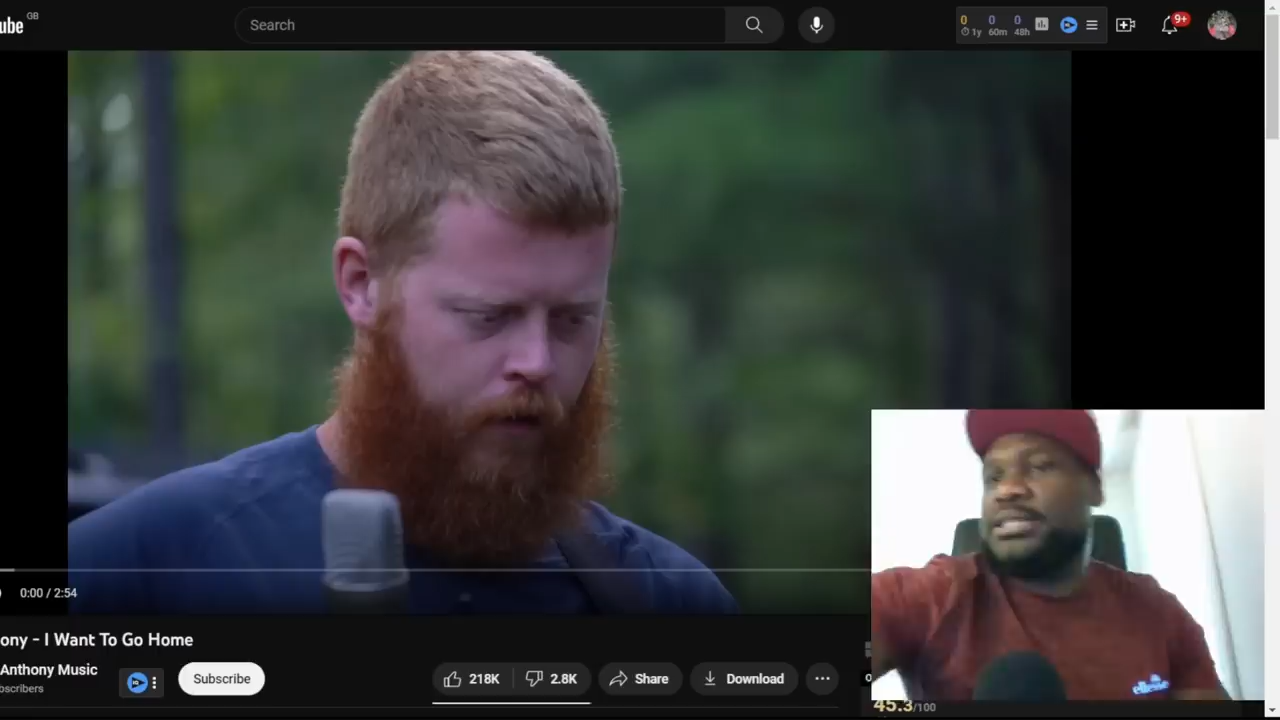 ube GB
Search
0 0 0
1y 60m 48h
9+
0:00 / 2:54
ony - I Want To Go Home
Anthony Music
bscribers
Subscribe
218K
2.8K
Share
Download
ellesse
45.3/100